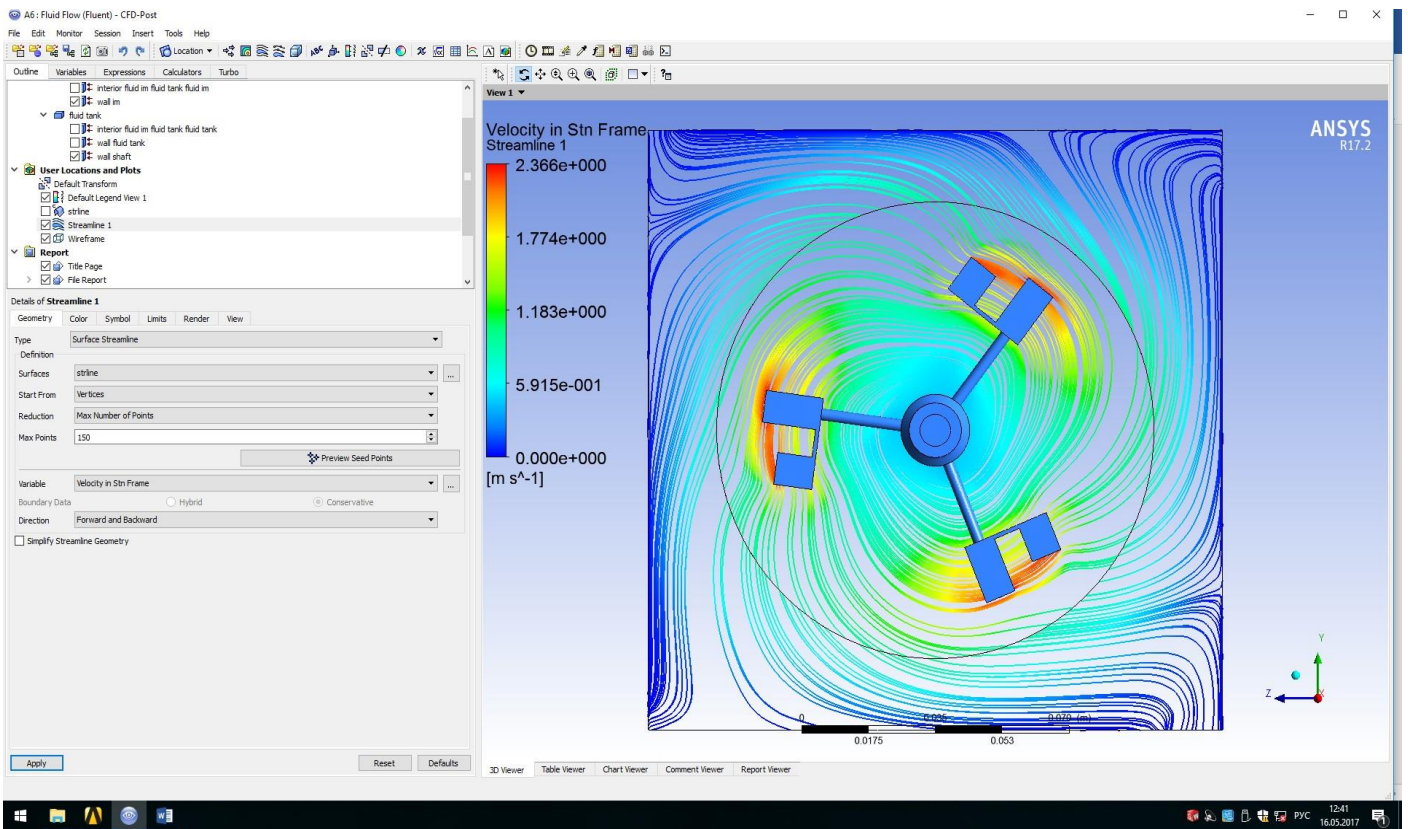 A6 : Fluid Flow (Fluent) - CFD-Post
File Edit Monitor Session Insert Tools Help
Location
Outline Variables Expressions Calculators Turbo
interior fluid im fluid tank fluid im
wall im
fluid tank
interior fluid im fluid tank fluid tank
wall fluid tank
wall shaft
User Locations and Plots
Default Transform
Default Legend View 1
strline
Streamline 1
Wireframe
Report
Title Page
File Report
Details of Streamline 1
Geometry Color Symbol Limits Render View
Type Surface Streamline
Definition
Surfaces strline ...
Start From Vertices
Reduction Max Number of Points
Max Points 150
Preview Seed Points
Variable Velocity in Stn Frame ...
Boundary Data Hybrid Conservative
Direction Forward and Backward
Simplify Streamline Geometry
Apply Reset Defaults
View 1
Velocity in Stn Frame
Streamline 1
2.366e+000
1.774e+000
1.183e+000
5.915e-001
0.000e+000
[m s^-1]
ANSYS
R17.2
Y
Z X
0 0.035 0.070 (m)
0.0175 0.053
3D Viewer Table Viewer Chart Viewer Comment Viewer Report Viewer
РУС
12:41
16.05.2017